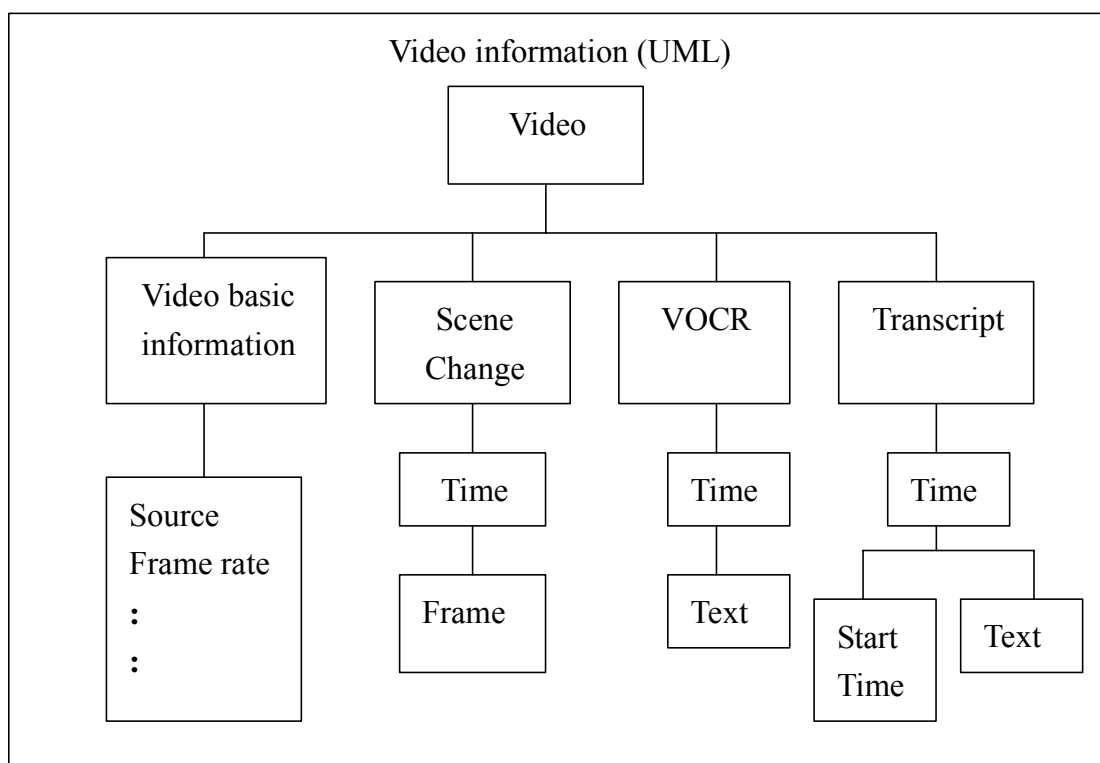 Video information (UML)
Video
Video basic
information
Scene
Change
VOCR
Transcript
Time
Time
Time
Source
Frame rate
:
:
Frame
Text
Start
Time
Text